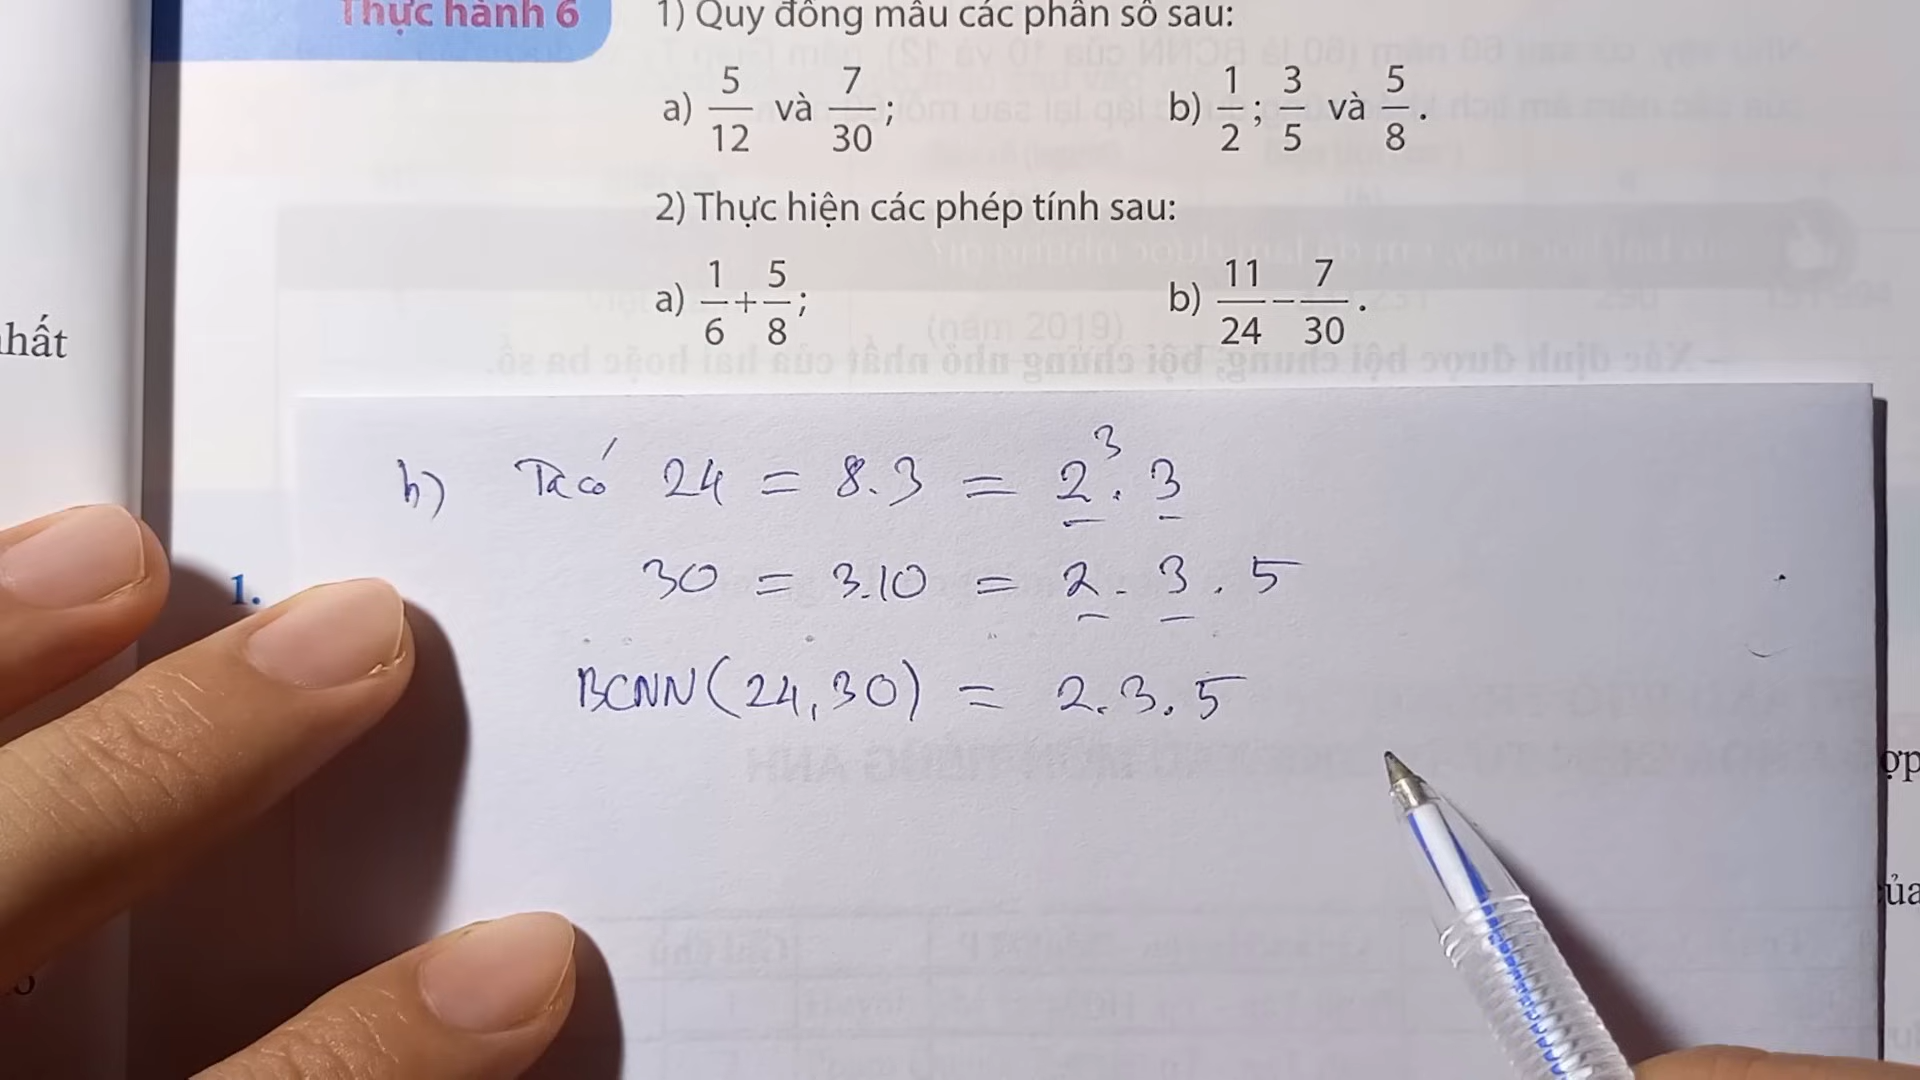 Thực hành 6 1) Quy đồng mẫu các phân số sau:
a) 5/12 và 7/30; b) 1/2; 3/5 và 5/8.
2) Thực hiện các phép tính sau:
a) 1/6 + 5/8; b) 11/24 − 7/30.
hất
b) Ta có 24 = 8.3 = 2³. 3
1. 30 = 3.10 = 2 . 3 . 5
BCNN(24,30) = 2.3.5
ợp
ủa